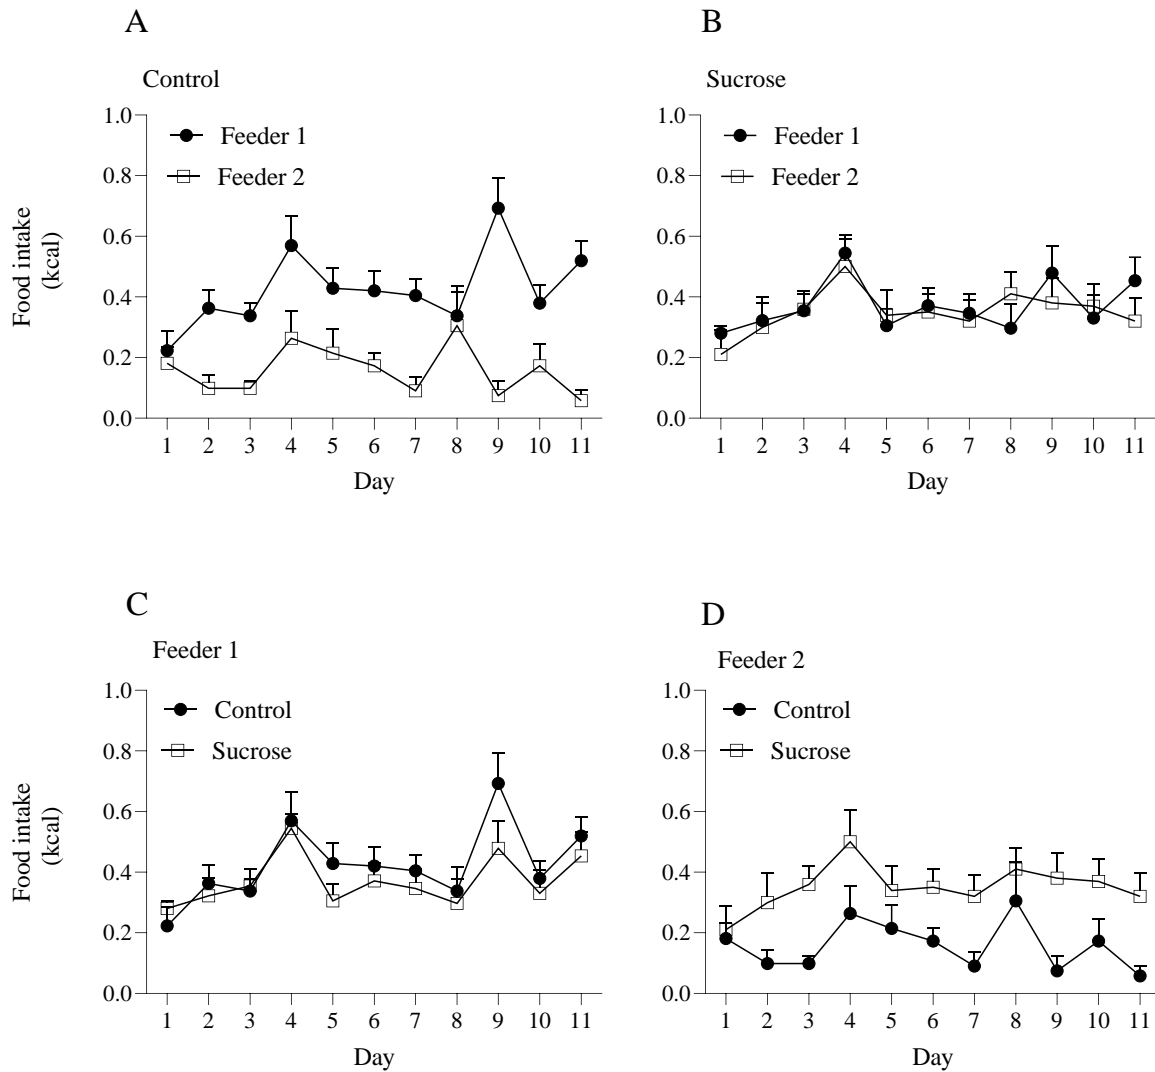 A
Control
Feeder 1
Feeder 2
Food intake
(kcal)
1.0
0.8
0.6
0.4
0.2
0.0
1 2 3 4 5 6 7 8 9 10 11
Day
B
Sucrose
Feeder 1
Feeder 2
1.0
0.8
0.6
0.4
0.2
0.0
1 2 3 4 5 6 7 8 9 10 11
Day
C
Feeder 1
Control
Sucrose
Food intake
(kcal)
1.0
0.8
0.6
0.4
0.2
0.0
1 2 3 4 5 6 7 8 9 10 11
Day
D
Feeder 2
Control
Sucrose
1.0
0.8
0.6
0.4
0.2
0.0
1 2 3 4 5 6 7 8 9 10 11
Day